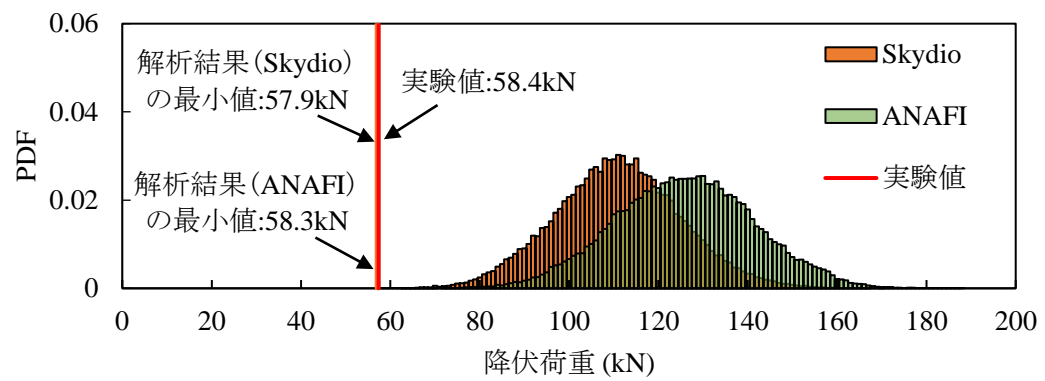 0.06
0.04
0.02
0
PDF
解析結果(Skydio)
の最小値:57.9kN
実験値:58.4kN
解析結果(ANAFI)
の最小値:58.3kN
Skydio
ANAFI
実験値
0 20 40 60 80 100 120 140 160 180 200
降伏荷重 (kN)